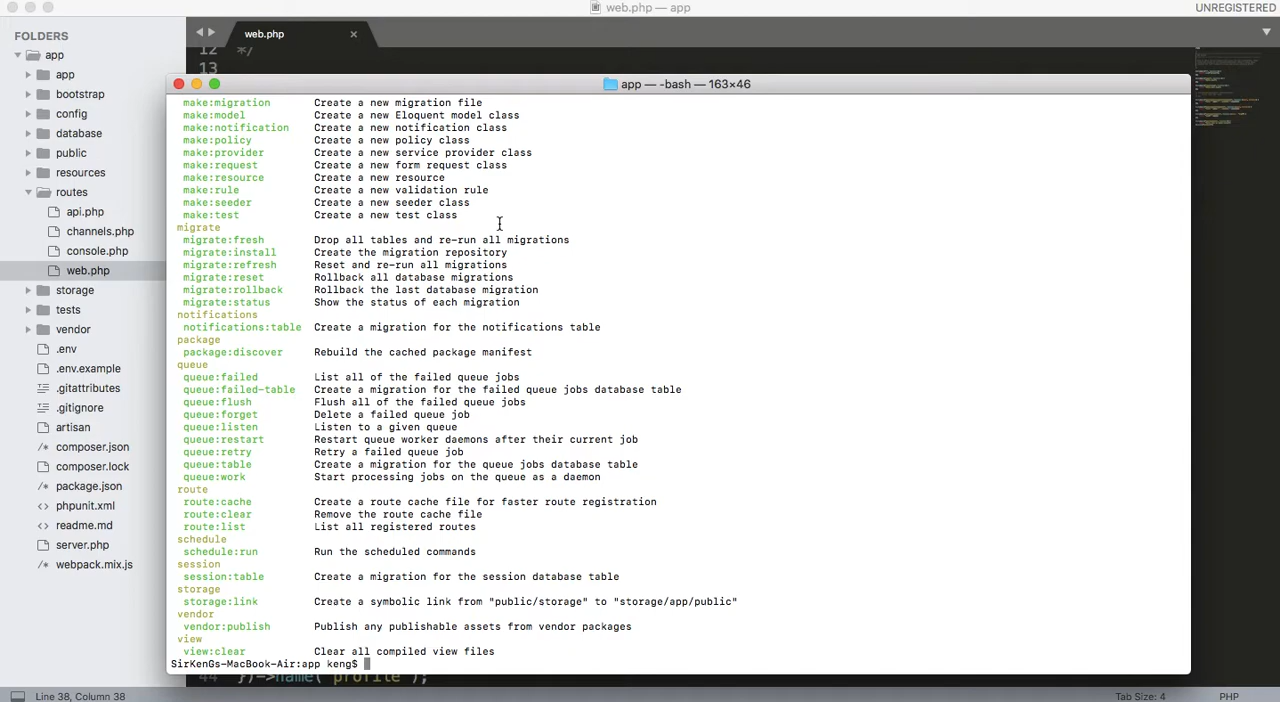 web.php — app
UNREGISTERED
FOLDERS
app
app
bootstrap
config
database
public
resources
routes
api.php
channels.php
console.php
web.php
storage
tests
vendor
.env
.env.example
.gitattributes
.gitignore
artisan
composer.json
composer.lock
package.json
phpunit.xml
readme.md
server.php
webpack.mix.js
web.php
12 */
13
app — -bash — 163×46
make:migration Create a new migration file
make:model Create a new Eloquent model class
make:notification Create a new notification class
make:policy Create a new policy class
make:provider Create a new service provider class
make:request Create a new form request class
make:resource Create a new resource
make:rule Create a new validation rule
make:seeder Create a new seeder class
make:test Create a new test class
migrate
migrate:fresh Drop all tables and re-run all migrations
migrate:install Create the migration repository
migrate:refresh Reset and re-run all migrations
migrate:reset Rollback all database migrations
migrate:rollback Rollback the last database migration
migrate:status Show the status of each migration
notifications
notifications:table Create a migration for the notifications table
package
package:discover Rebuild the cached package manifest
queue
queue:failed List all of the failed queue jobs
queue:failed-table Create a migration for the failed queue jobs database table
queue:flush Flush all of the failed queue jobs
queue:forget Delete a failed queue job
queue:listen Listen to a given queue
queue:restart Restart queue worker daemons after their current job
queue:retry Retry a failed queue job
queue:table Create a migration for the queue jobs database table
queue:work Start processing jobs on the queue as a daemon
route
route:cache Create a route cache file for faster route registration
route:clear Remove the route cache file
route:list List all registered routes
schedule
schedule:run Run the scheduled commands
session
session:table Create a migration for the session database table
storage
storage:link Create a symbolic link from "public/storage" to "storage/app/public"
vendor
vendor:publish Publish any publishable assets from vendor packages
view
view:clear Clear all compiled view files
SirKenGs-MacBook-Air:app keng$
44 })->name('profile');
Line 38, Column 38
Tab Size: 4
PHP